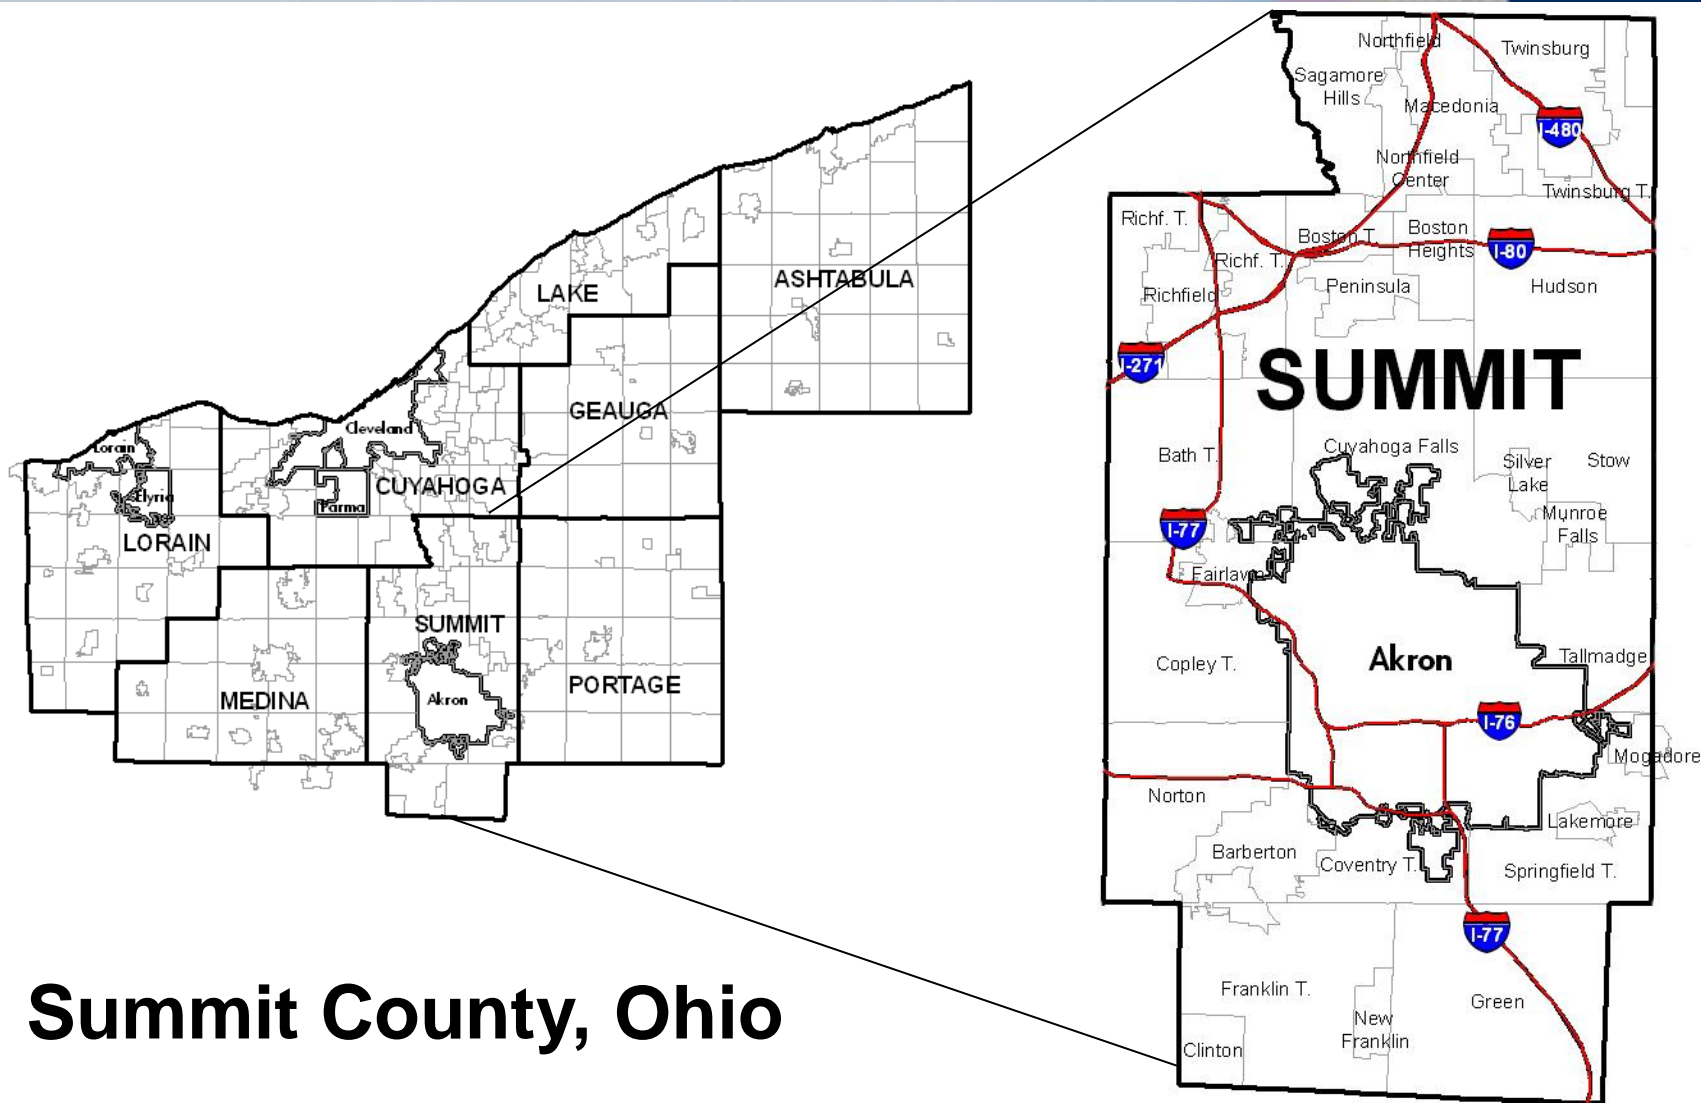 LAKE
ASHTABULA
GEAUGA
Cleveland
Lorain
CUYAHOGA
Elyria
Parma
LORAIN
SUMMIT
PORTAGE
MEDINA
Akron
Summit County, Ohio
Northfield
Twinsburg
Sagamore
Hills
Macedonia
I-480
Northfield
Center
Twinsburg T.
Richf. T.
Boston T.
Boston
Heights
I-80
Richf. T.
Richfield
Peninsula
Hudson
I-271
SUMMIT
Bath T.
Cuyahoga Falls
Silver
Lake
Stow
I-77
Munroe
Falls
Fairlawn
Copley T.
Akron
Tallmadge
I-76
Mogadore
Norton
Lakemore
Barberton
Coventry T.
Springfield T.
I-77
Franklin T.
Green
New
Franklin
Clinton